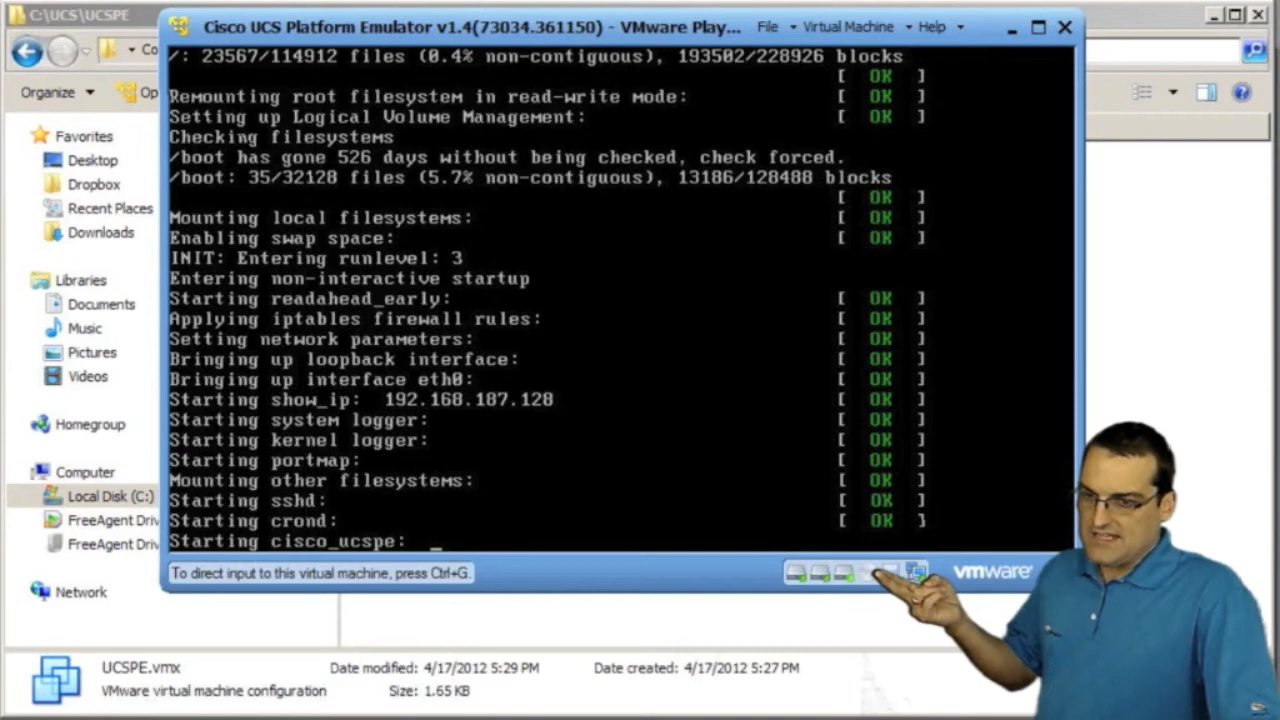 C:\UCS\UCSPE
Cisco UCS Platform Emulator v1.4(73034.361150) - VMware Play... File Virtual Machine Help
Co
Organize Op
Favorites
Desktop
Dropbox
Recent Places
Downloads
Libraries
Documents
Music
Pictures
Videos
Homegroup
Computer
Local Disk (C:)
FreeAgent Driv
FreeAgent Driv
Network
/: 23567/114912 files (0.4% non-contiguous), 193502/228926 blocks
[ OK ]
Remounting root filesystem in read-write mode: [ OK ]
Setting up Logical Volume Management: [ OK ]
Checking filesystems
/boot has gone 526 days without being checked, check forced.
/boot: 35/32128 files (5.7% non-contiguous), 13186/128488 blocks
[ OK ]
Mounting local filesystems: [ OK ]
Enabling swap space: [ OK ]
INIT: Entering runlevel: 3
Entering non-interactive startup
Starting readahead_early: [ OK ]
Applying iptables firewall rules: [ OK ]
Setting network parameters: [ OK ]
Bringing up loopback interface: [ OK ]
Bringing up interface eth0: [ OK ]
Starting show_ip: 192.168.187.128 [ OK ]
Starting system logger: [ OK ]
Starting kernel logger: [ OK ]
Starting portmap: [ OK ]
Mounting other filesystems: [ OK ]
Starting sshd: [ OK ]
Starting crond: [ OK ]
Starting cisco_ucspe: _
To direct input to this virtual machine, press Ctrl+G.
vmware
UCSPE.vmx Date modified: 4/17/2012 5:29 PM Date created: 4/17/2012 5:27 PM
VMware virtual machine configuration Size: 1.65 KB